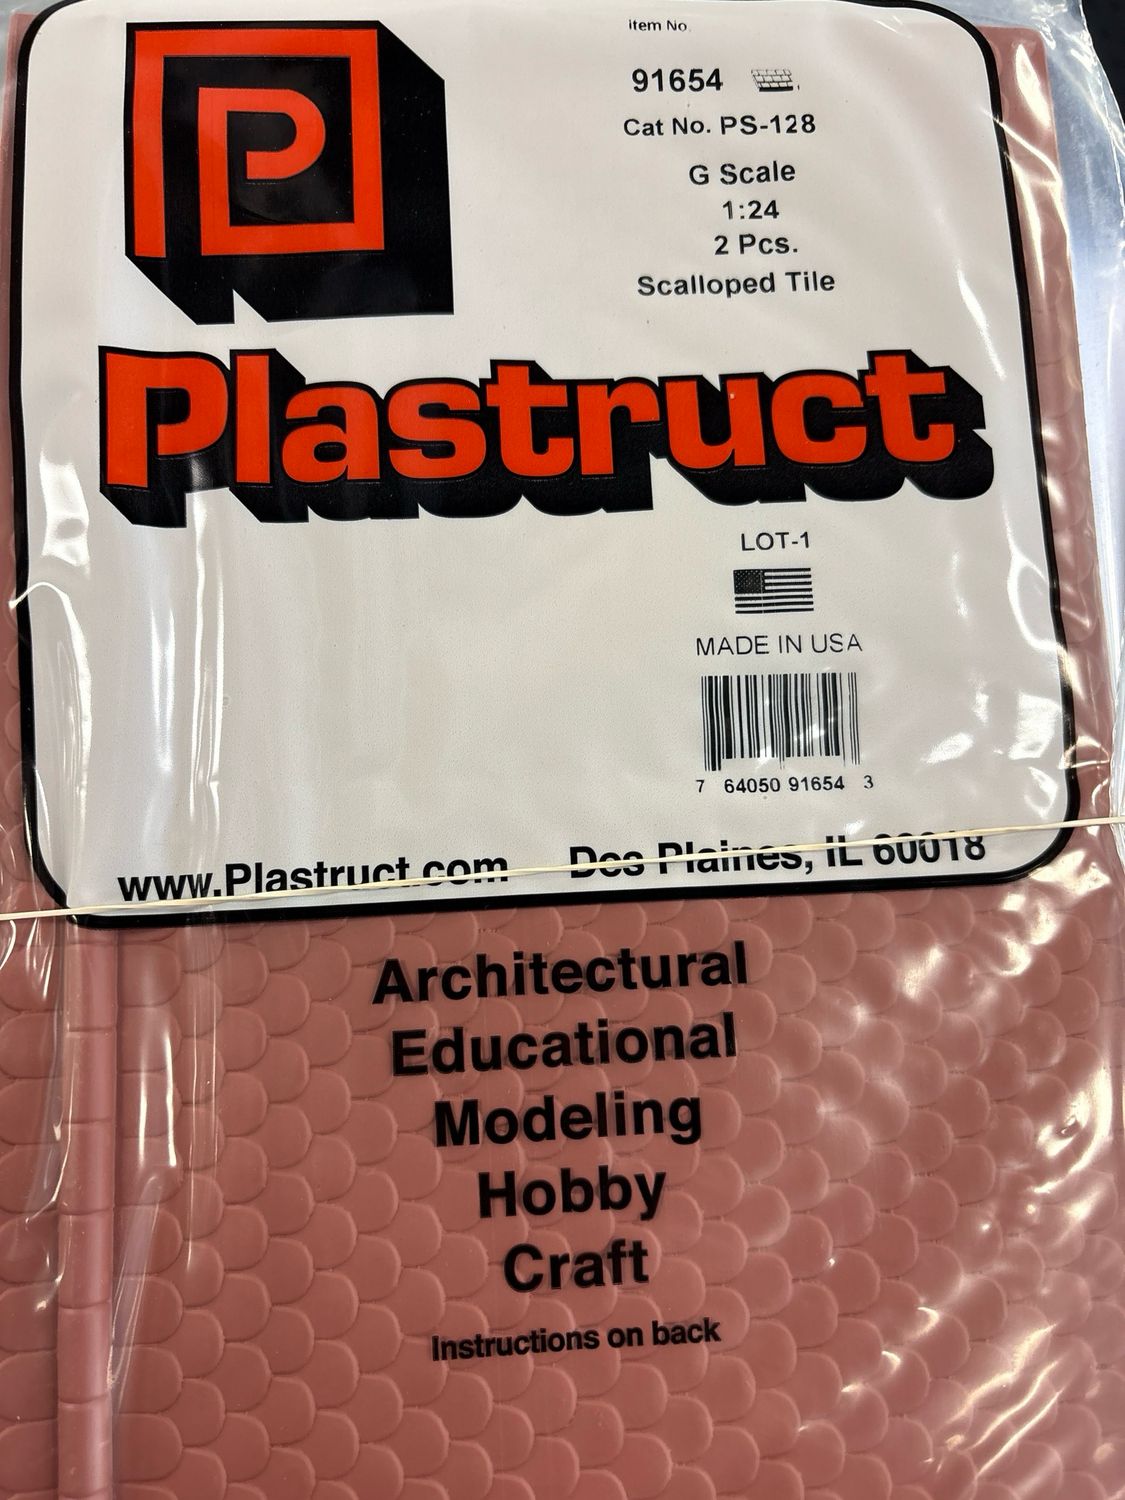 P
Item No.
91654
Cat No. PS-128
G Scale
1:24
2 Pcs.
Scalloped Tile
Plastruct
LOT-1
MADE IN USA
7 64050 91654 3
www.Plastruct.com Des Plaines, IL 60018
Architectural
Educational
Modeling
Hobby
Craft
Instructions on back